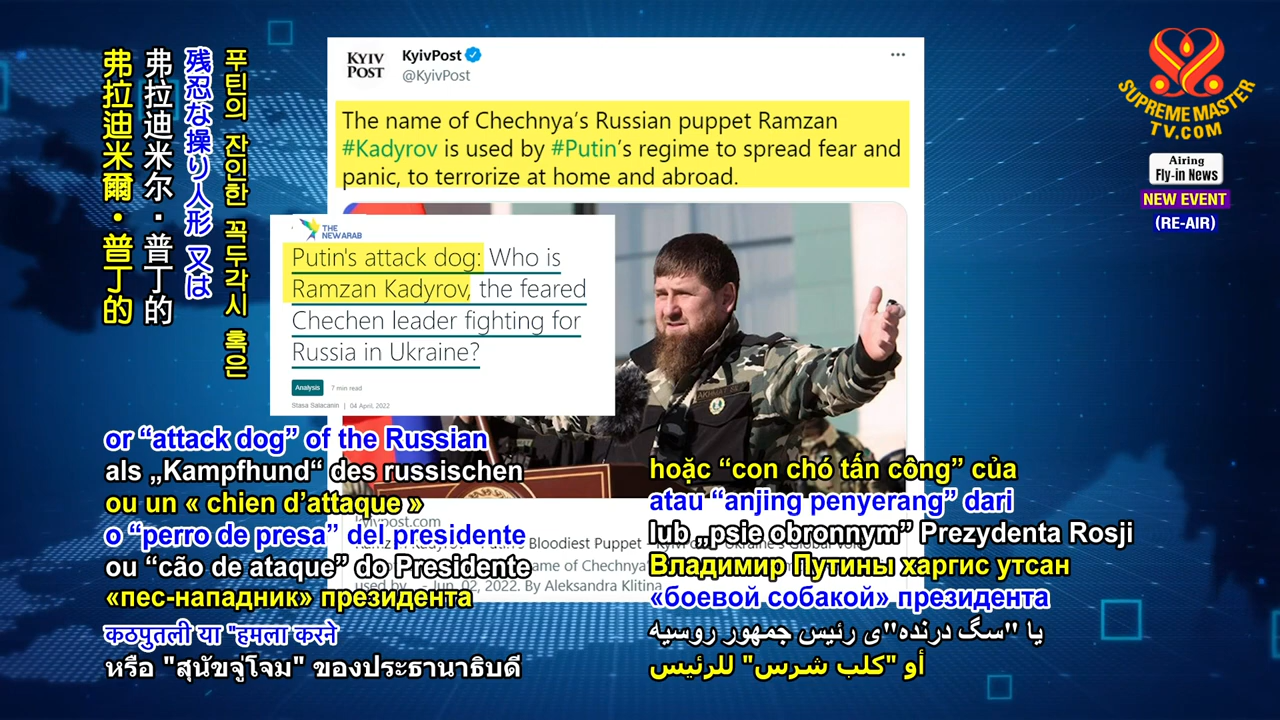 弗拉迪米爾・普丁的
弗拉迪米尔・普丁的
残忍な操り人形 又は
푸틴의 잔인한 꼭두각시 혹은
KYIV
POST
KyivPost
@KyivPost
The name of Chechnya’s Russian puppet Ramzan
#Kadyrov is used by #Putin’s regime to spread fear and
panic, to terrorize at home and abroad.
THE
NEW ARAB
Putin's attack dog: Who is
Ramzan Kadyrov, the feared
Chechen leader fighting for
Russia in Ukraine?
Analysis 7 min read
Stasa Salacanin | 04 April, 2022
SUPREME MASTER
TV.COM
Airing
Fly-in News
NEW EVENT
(RE-AIR)
kyivpost.com
Bloodiest Puppet
ame of Chechnya
used by ... - Jun. 02, 2022. By Aleksandra Klitina
or “attack dog” of the Russian
als „Kampfhund“ des russischen
ou un « chien d’attaque »
o “perro de presa” del presidente
ou “cão de ataque” do Presidente
«пес-нападник» президента
कठपुतली या "हमला करने
หรือ "สุนัขจู่โจม" ของประธานาธิบดี
hoặc “con chó tấn công” của
atau “anjing penyerang” dari
lub „psie obronnym” Prezydenta Rosji
Владимир Путины харгис утсан
«боевой собакой» президента
یا "سگ درنده"ی رئیس جمهور روسیه
أو "كلب شرس" للرئيس